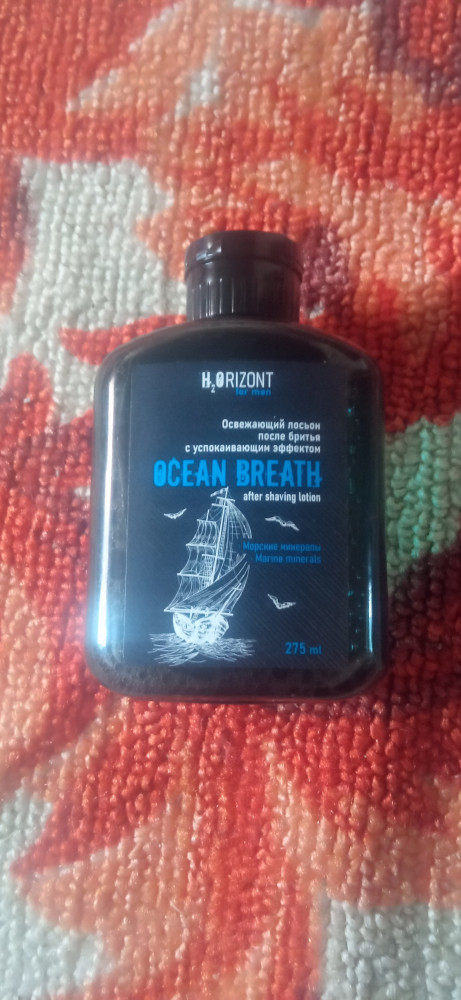 H₂ORIZONT
for men
Освежающий лосьон
после бритья
с успокаивающим эффектом
OCEAN BREATH
after shaving lotion
Морские минералы
Marine minerals
275 ml